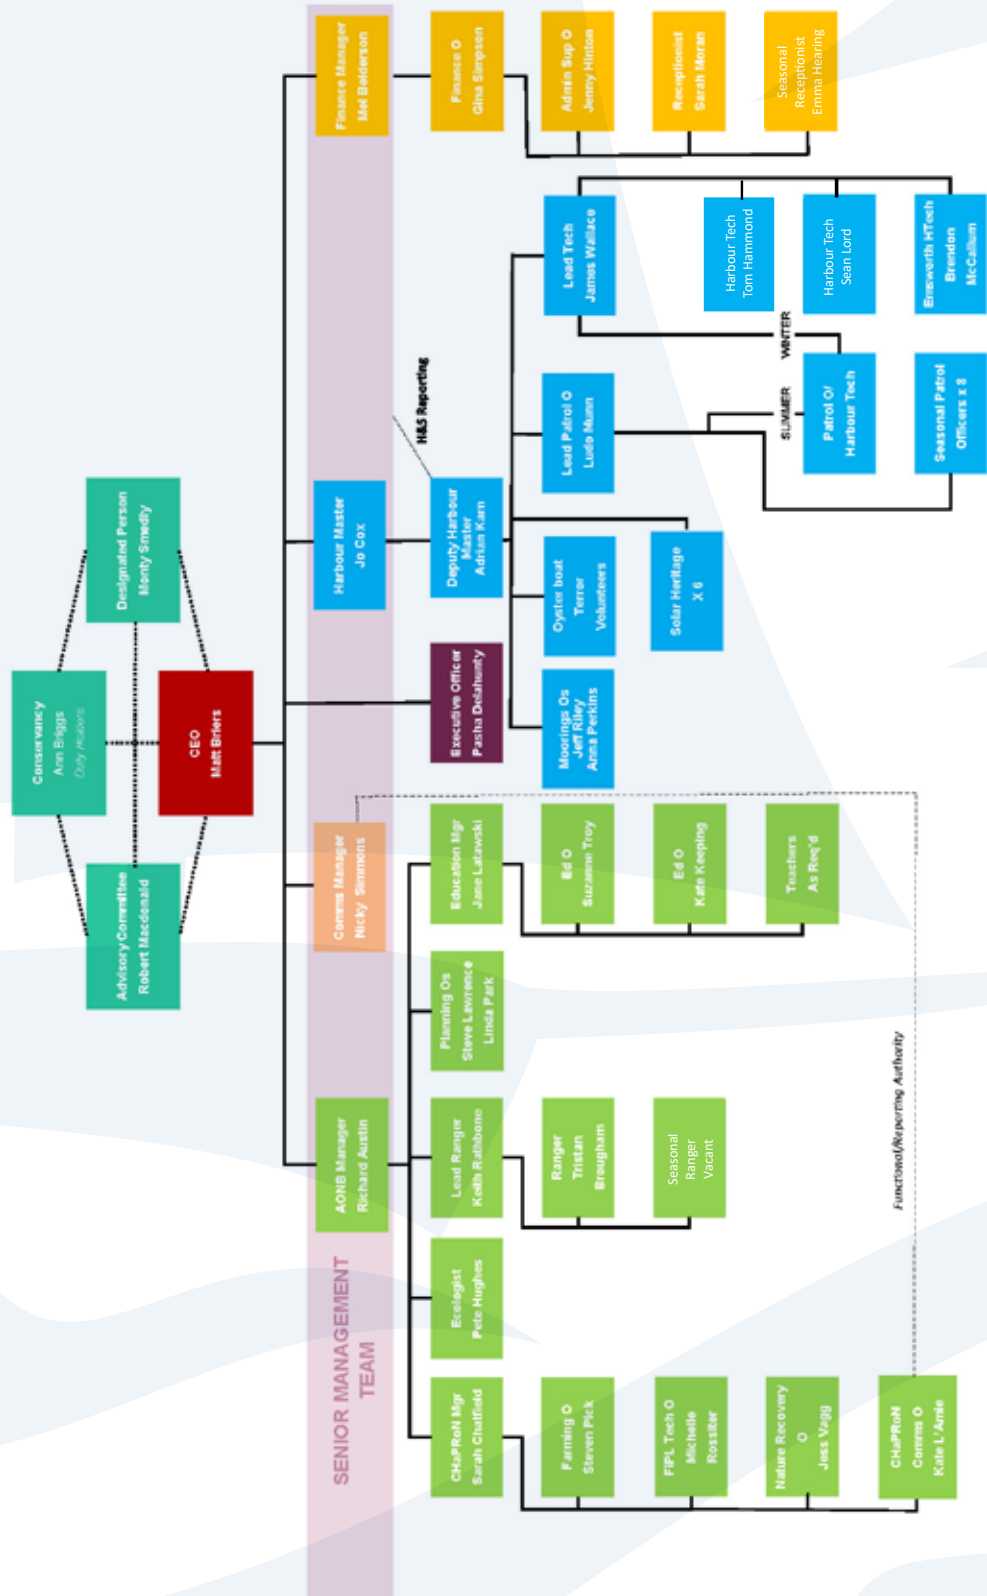 Conservancy
Ann Briggs
Duty Holders
Advisory Committee
Robert Macdonald
Designated Person
Monty Smedly
CEO
Matt Briers
SENIOR MANAGEMENT
TEAM
AONB Manager
Richard Austin
Comms Manager
Nicky Simmons
Harbour Master
Jo Cox
Finance Manager
Mel Belderson
H&S Reporting
CHaPRoN Mgr
Sarah Chatfield
Ecologist
Pete Hughes
Lead Ranger
Keith Rathbone
Planning Os
Steve Lawrence
Linda Park
Education Mgr
Jane Latawski
Executive Officer
Pasha Delahunty
Deputy Harbour
Master
Adrian Karn
Finance O
Gina Simpson
Farming O
Steven Pick
Ranger
Tristan
Brougham
Ed O
Suzanne Troy
Moorings Os
Jeff Riley
Anna Perkins
Oyster boat
Terror
Volunteers
Lead Patrol O
Ludo Munn
Lead Tech
James Wallace
Admin Sup O
Jenny Hinton
FIPL Tech O
Michelle
Rossiter
Seasonal
Ranger
Vacant
Ed O
Kate Keeping
Solar Heritage
X 6
Harbour Tech
Tom Hammond
Receptionist
Sarah Moran
Nature Recovery
O
Jess Vagg
Teachers
As Req'd
SUMMER
WINTER
Patrol O/
Harbour Tech
Harbour Tech
Sean Lord
Seasonal
Receptionist
Emma Hearing
CHaPRoN
Comms O
Kate L'Amie
Functional/Reporting Authority
Seasonal Patrol
Officers x 8
Emsworth HTech
Brendon
McCallum